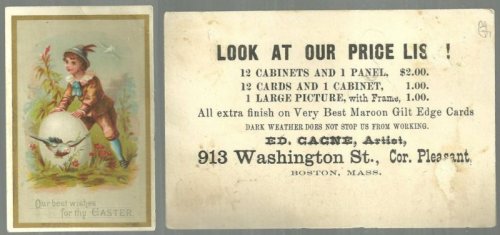 Our best wishes
for thy EASTER.
LOOK AT OUR PRICE LIS !
12 CABINETS AND 1 PANEL, $2.00.
12 CARDS AND 1 CABINET, 1.00.
1 LARGE PICTURE, with Frame, 1.00.
All extra finish on Very Best Maroon Gilt Edge Cards
DARK WEATHER DOES NOT STOP US FROM WORKING.
ED. CAGNE, Artist,
913 Washington St., Cor. Pleasant,
BOSTON, MASS.